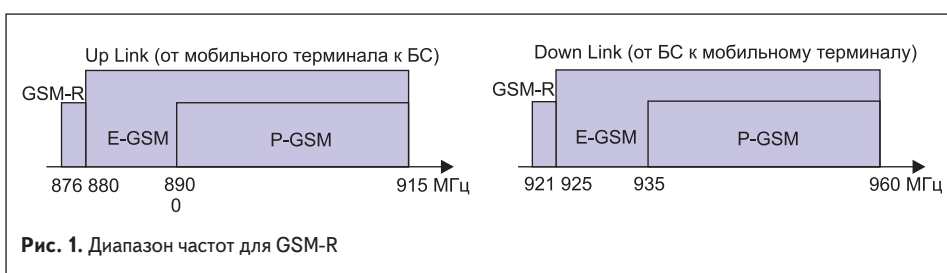 Up Link (от мобильного терминала к БС)
GSM-R
E-GSM
P-GSM
876 880 890 915 МГц
0
Down Link (от БС к мобильному терминалу)
GSM-R
E-GSM
P-GSM
921 925 935 960 МГц
Рис. 1. Диапазон частот для GSM-R